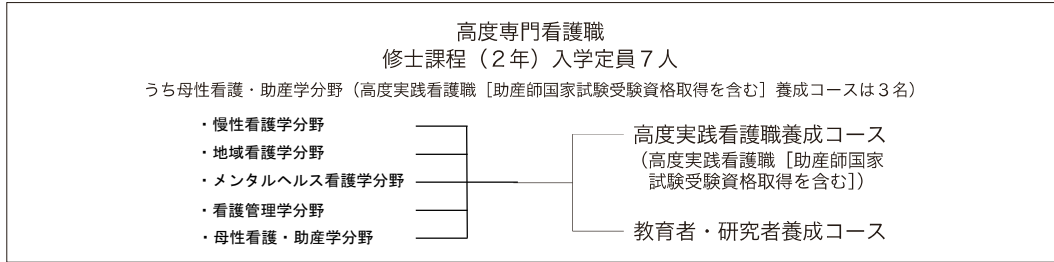 高度専門看護職
修士課程（２年）入学定員７人
うち母性看護・助産学分野（高度実践看護職［助産師国家試験受験資格取得を含む］養成コースは３名）
・慢性看護学分野
・地域看護学分野
・メンタルヘルス看護学分野
・看護管理学分野
・母性看護・助産学分野
高度実践看護職養成コース
（高度実践看護職［助産師国家
試験受験資格取得を含む］）
教育者・研究者養成コース